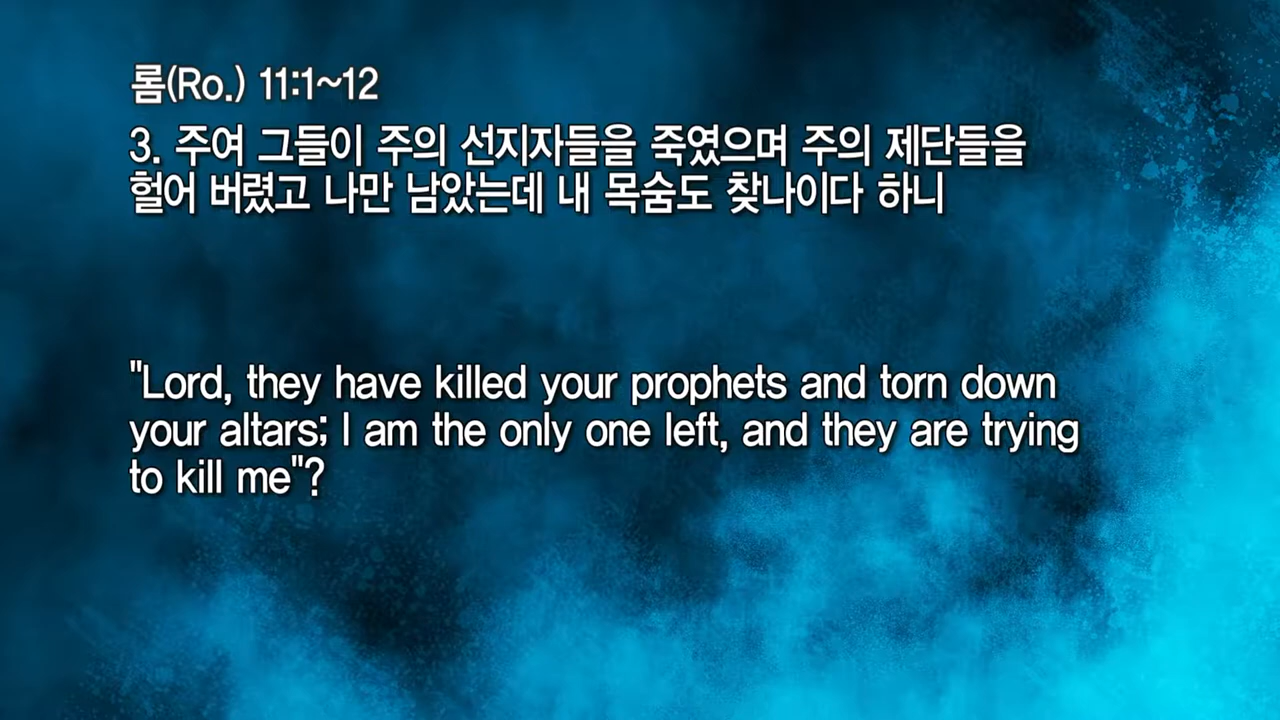 롬(Ro.) 11:1~12
3. 주여 그들이 주의 선지자들을 죽였으며 주의 제단들을
헐어 버렸고 나만 남았는데 내 목숨도 찾나이다 하니
"Lord, they have killed your prophets and torn down
your altars; I am the only one left, and they are trying
to kill me"?